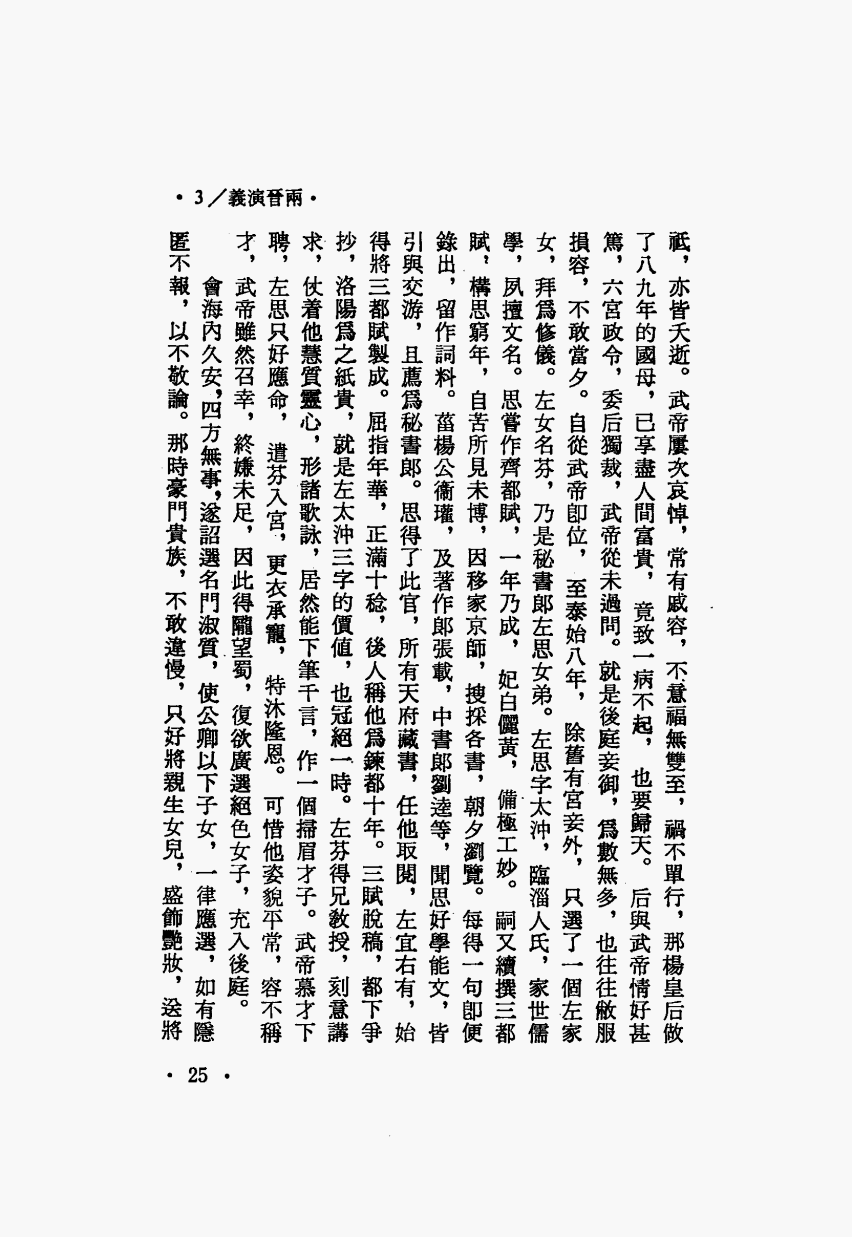 ・3／義演晉兩・
祗，亦皆夭逝。武帝屢次哀悼，常有戚容，不意福無雙至，禍不單行，那楊皇后做
了八九年的國母，已享盡人間富貴，竟致一病不起，也要歸天。后與武帝情好甚
篤，六宮政令，委后獨裁，武帝從未過問。就是後庭妾御，爲數無多，也往往敝服
損容，不敢當夕。自從武帝卽位，至泰始八年，除舊有宮妾外，只選了一個左家
女，拜爲修儀。左女名芬，乃是秘書郞左思女弟。左思字太沖，臨淄人氏，家世儒
學，夙擅文名。思嘗作齊都賦，一年乃成，妃白儷黃，備極工妙。嗣又續撰三都
賦，構思窮年，自苦所見未博，因移家京師，搜採各書，朝夕瀏覽。每得一句卽便
錄出，留作詞料。菑楊公衞瓘，及著作郞張載，中書郞劉逵等，聞思好學能文，皆
引與交游，且薦爲秘書郞。思得了此官，所有天府藏書，任他取閱，左宜右有，始
得將三都賦製成。屈指年華，正滿十稔，後人稱他爲鍊都十年。三賦脫稿，都下爭
抄，洛陽爲之紙貴，就是左太沖三字的價值，也冠絕一時。左芬得兄敎授，刻意講
求，仗着他慧質靈心，形諸歌詠，居然能下筆千言，作一個掃眉才子。武帝慕才下
聘，左思只好應命，遣芬入宮，更衣承寵，特沐隆恩。可惜他姿貌平常，容不稱
才，武帝雖然召幸，終嫌未足，因此得隴望蜀，復欲廣選絕色女子，充入後庭。
會海內久安，四方無事，遂詔選名門淑質，使公卿以下子女，一律應選，如有隱
匿不報，以不敬論。那時豪門貴族，不敢違慢，只好將親生女兒，盛飾艷妝，送將
・25・